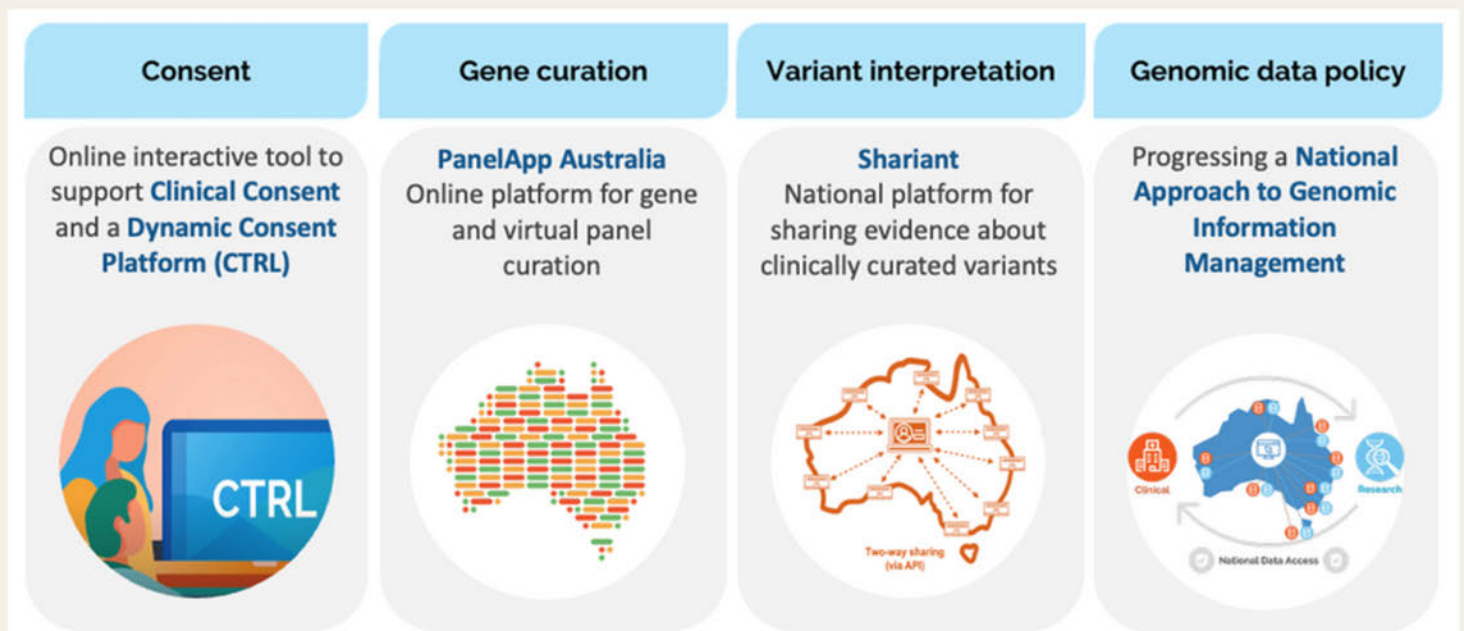 Consent
Online interactive tool to
support Clinical Consent
and a Dynamic Consent
Platform (CTRL)
CTRL
Gene curation
PanelApp Australia
Online platform for gene
and virtual panel
curation
Variant interpretation
Shariant
National platform for
sharing evidence about
clinically curated variants
Two-way sharing
(via API)
Genomic data policy
Progressing a National
Approach to Genomic
Information
Management
Clinical
Research
National Data Access